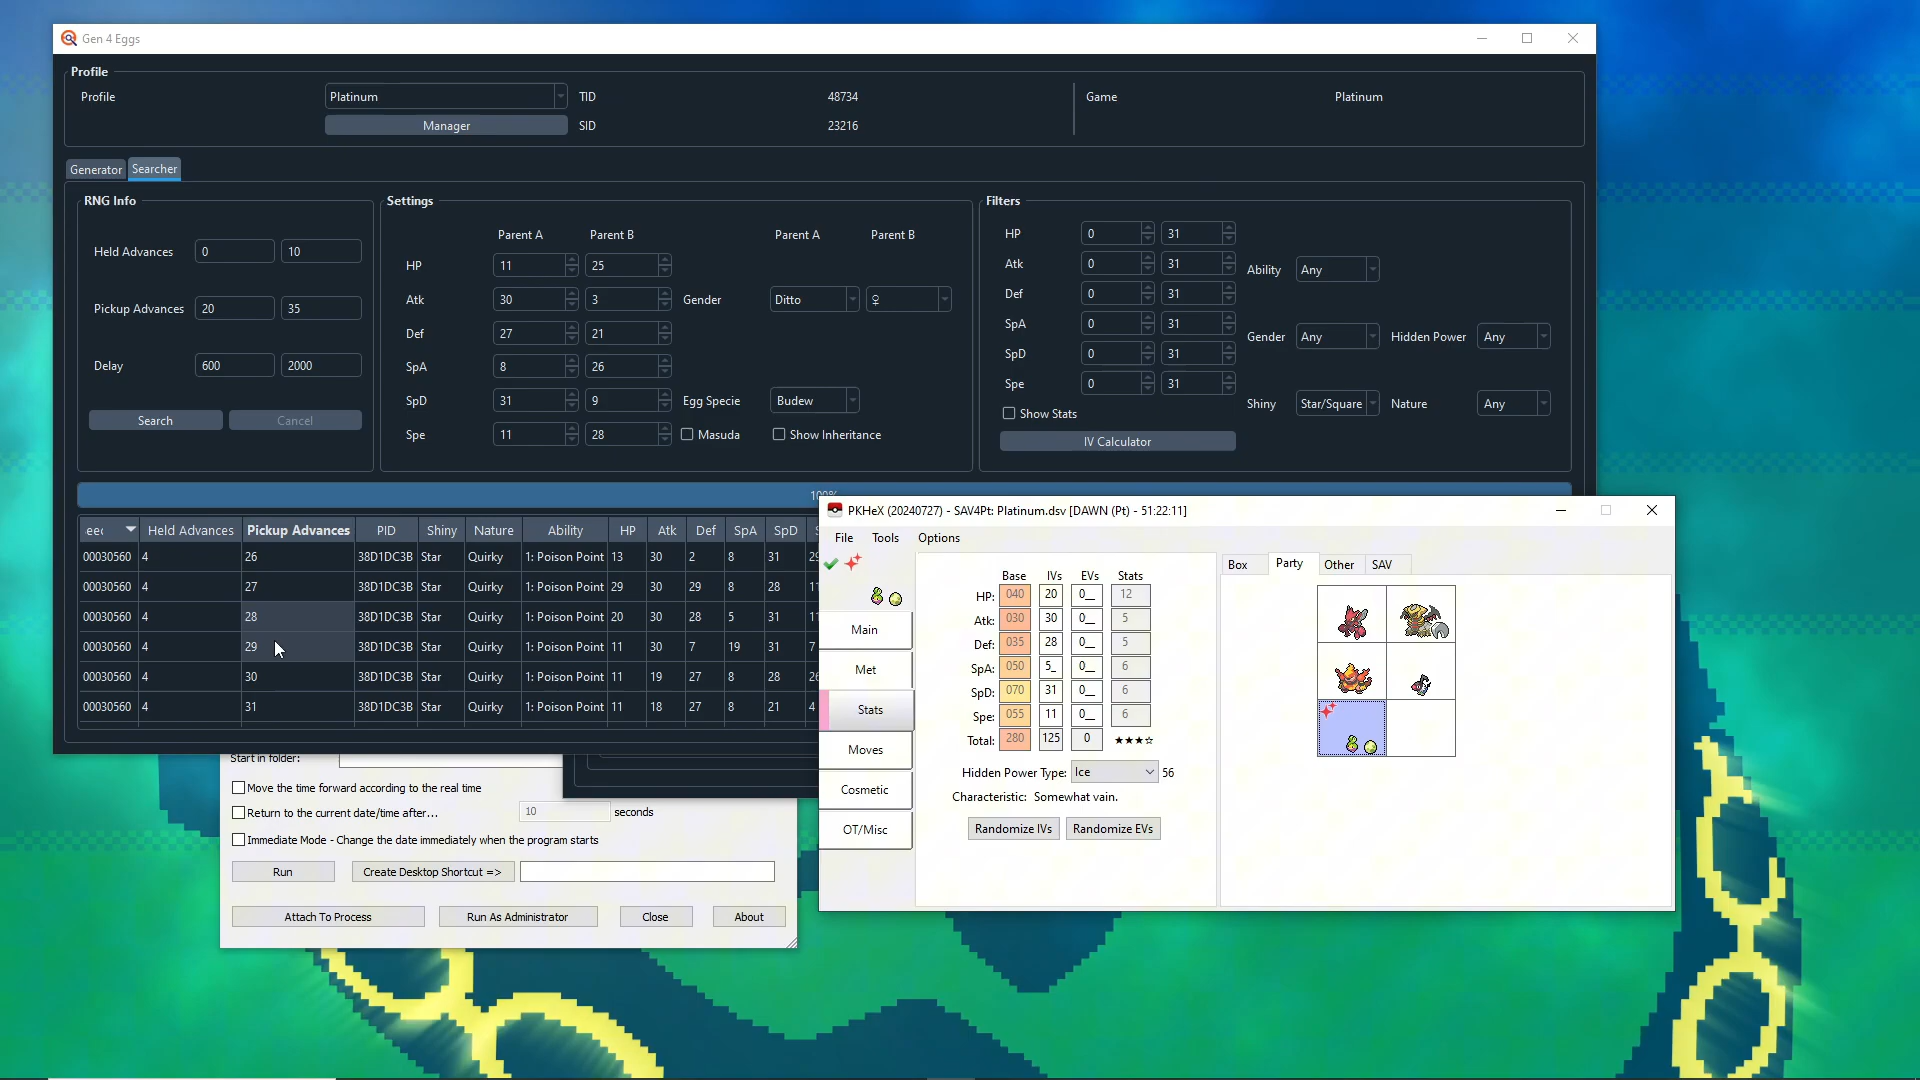 Gen 4 Eggs
Profile
Profile Platinum TID 48734 Game Platinum
Manager SID 23216
Generator Searcher
RNG Info
Held Advances 0 10
Pickup Advances 20 35
Delay 600 2000
Search Cancel
Settings
Parent A Parent B Parent A Parent B
HP 11 25
Atk 30 3 Gender Ditto ♀
Def 27 21
SpA 8 26
SpD 31 9 Egg Specie Budew
Spe 11 28 Masuda Show Inheritance
Filters
HP 0 31
Atk 0 31 Ability Any
Def 0 31
SpA 0 31 Gender Any Hidden Power Any
SpD 0 31
Spe 0 31 Shiny Star/Square Nature Any
Show Stats
IV Calculator
100%
eec Held Advances Pickup Advances PID Shiny Nature Ability HP Atk Def SpA SpD
00030560 4 26 38D1DC3B Star Quirky 1: Poison Point 13 30 2 8 31
00030560 4 27 38D1DC3B Star Quirky 1: Poison Point 29 30 29 8 28
00030560 4 28 38D1DC3B Star Quirky 1: Poison Point 20 30 28 5 31
00030560 4 29 38D1DC3B Star Quirky 1: Poison Point 11 30 7 19 31 7
00030560 4 30 38D1DC3B Star Quirky 1: Poison Point 11 19 27 8 28
00030560 4 31 38D1DC3B Star Quirky 1: Poison Point 11 18 27 8 21 4
Start in folder:
Move the time forward according to the real time
Return to the current date/time after... 10 seconds
Immediate Mode - Change the date immediately when the program starts
Run Create Desktop Shortcut =>
Attach To Process Run As Administrator Close About
PKHeX (20240727) - SAV4Pt: Platinum.dsv [DAWN (Pt) - 51:22:11]
File Tools Options
Main
Met
Stats
Moves
Cosmetic
OT/Misc
Base IVs EVs Stats
HP: 040 20 0__ 12
Atk: 030 30 0__ 5
Def: 035 28 0__ 5
SpA: 050 5_ 0__ 6
SpD: 070 31 0__ 6
Spe: 055 11 0__ 6
Total: 280 125 0 ★★★☆
Hidden Power Type: Ice 56
Characteristic: Somewhat vain.
Randomize IVs Randomize EVs
Box Party Other SAV